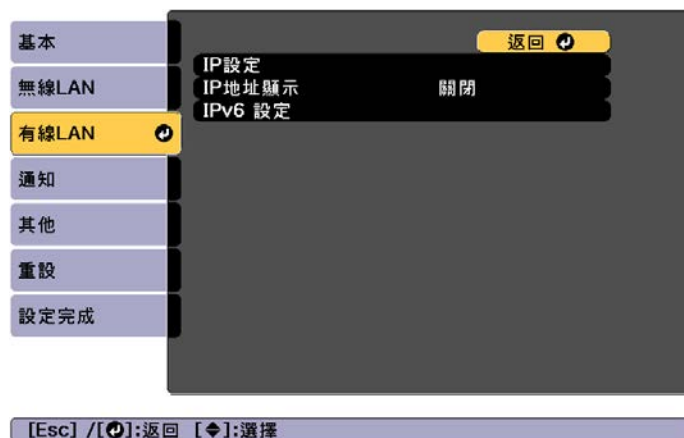 基本
無線LAN
有線LAN
通知
其他
重設
設定完成
返回
IP設定
IP地址顯示 關閉
IPv6 設定
[Esc] /[]:返回 []:選擇